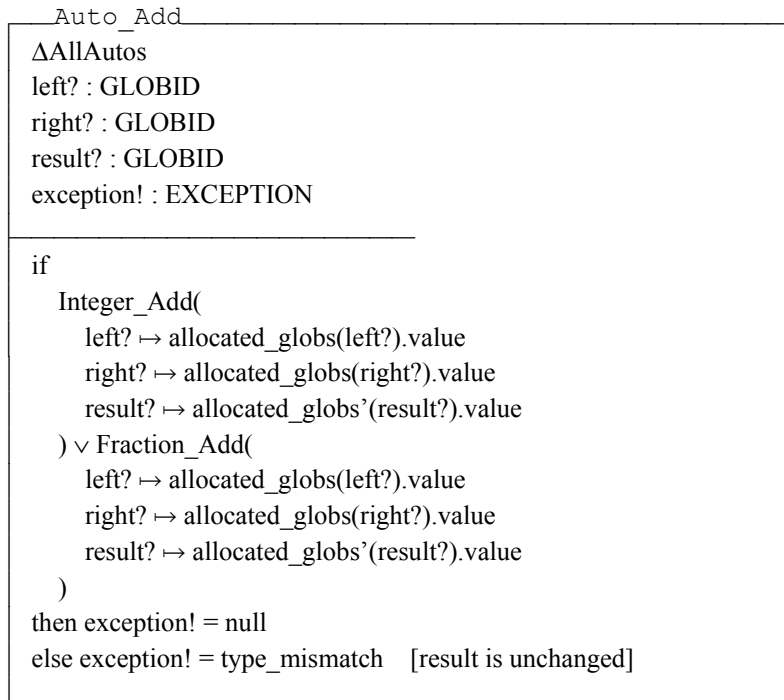 Auto_Add
ΔAllAutos
left? : GLOBID
right? : GLOBID
result? : GLOBID
exception! : EXCEPTION
if
Integer_Add(
left? ↦ allocated_globs(left?).value
right? ↦ allocated_globs(right?).value
result? ↦ allocated_globs’(result?).value
) ∨ Fraction_Add(
left? ↦ allocated_globs(left?).value
right? ↦ allocated_globs(right?).value
result? ↦ allocated_globs’(result?).value
)
then exception! = null
else exception! = type_mismatch [result is unchanged]